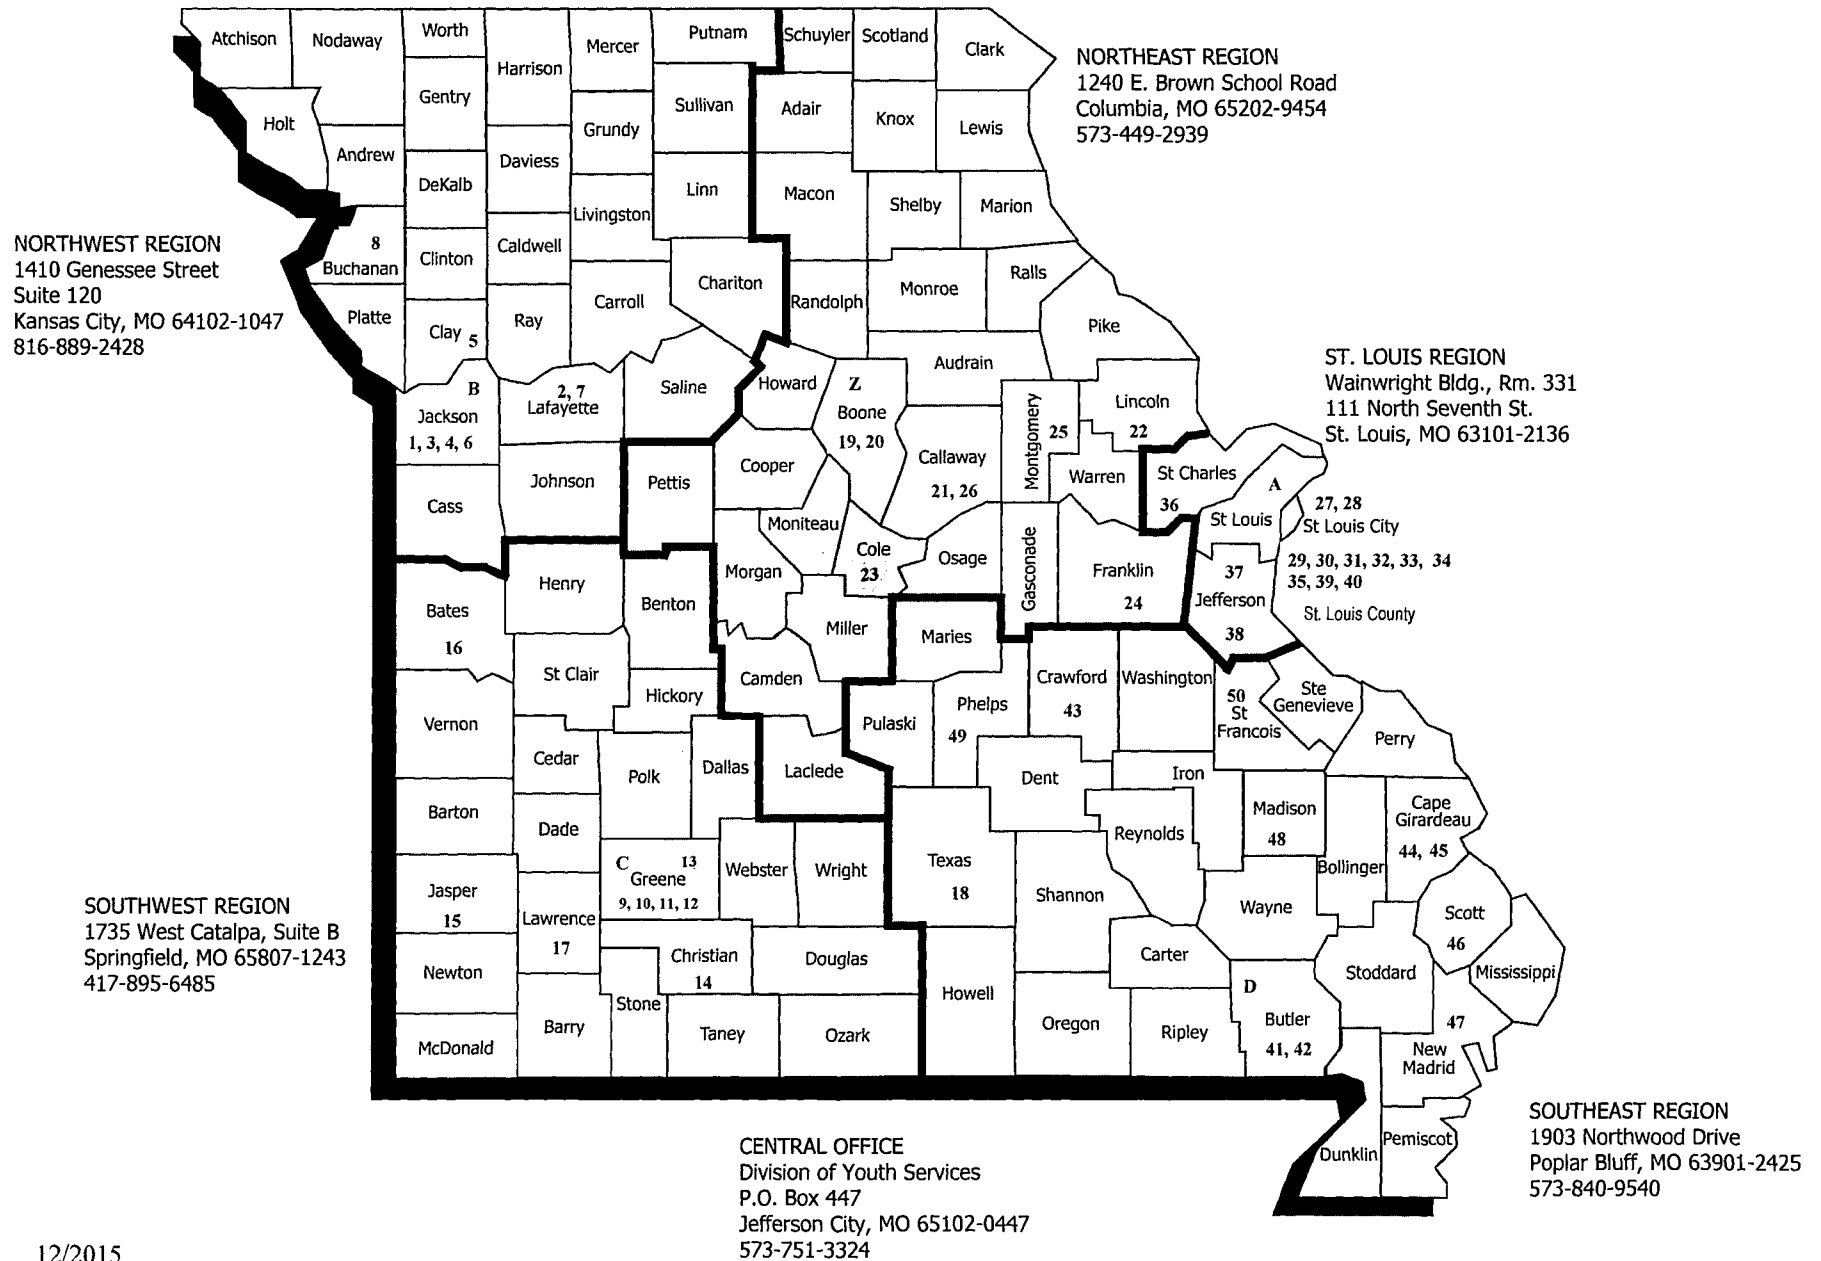 Atchison
Nodaway
Worth
Harrison
Mercer
Putnam
Schuyler
Scotland
Clark
Gentry
Sullivan
Adair
Knox
Lewis
Holt
Grundy
Andrew
DeKalb
Daviess
Linn
Macon
Shelby
Marion
Livingston
8
Buchanan
Clinton
Caldwell
Chariton
Randolph
Monroe
Ralls
Platte
Clay 5
Ray
Carroll
Pike
NORTHEAST REGION
1240 E. Brown School Road
Columbia, MO 65202-9454
573-449-2939
NORTHWEST REGION
1410 Genessee Street
Suite 120
Kansas City, MO 64102-1047
816-889-2428
ST. LOUIS REGION
Wainwright Bldg., Rm. 331
111 North Seventh St.
St. Louis, MO 63101-2136
B
Jackson
1, 3, 4, 6
2, 7
Lafayette
Saline
Howard
Z
Boone
19, 20
Audrain
Callaway
21, 26
Montgomery
25
Lincoln
22
Warren
St Charles
36
A
St Louis
27, 28
St Louis City
29, 30, 31, 32, 33, 34
35, 39, 40
St. Louis County
Cass
Johnson
Pettis
Cooper
Moniteau
Morgan
Cole
23
Osage
Gasconade
Franklin
24
37
Jefferson
38
Bates
16
Henry
Benton
Miller
Maries
St Clair
Hickory
Camden
Pulaski
Phelps
49
Crawford
43
Washington
50
St
Francois
Ste
Genevieve
Perry
Vernon
Cedar
Polk
Dallas
Laclede
Dent
Iron
Madison
48
Cape
Girardeau
44, 45
Barton
Dade
C
13
Greene
9, 10, 11, 12
Webster
Wright
Texas
18
Shannon
Reynolds
Bollinger
Wayne
Scott
46
Jasper
15
Lawrence
17
Christian
14
Douglas
Howell
Carter
Stoddard
Mississippi
Newton
Barry
Stone
Taney
Ozark
Oregon
Ripley
D
Butler
41, 42
47
New
Madrid
McDonald
Dunklin
Pemiscot
SOUTHWEST REGION
1735 West Catalpa, Suite B
Springfield, MO 65807-1243
417-895-6485
CENTRAL OFFICE
Division of Youth Services
P.O. Box 447
Jefferson City, MO 65102-0447
573-751-3324
SOUTHEAST REGION
1903 Northwood Drive
Poplar Bluff, MO 63901-2425
573-840-9540
12/2015